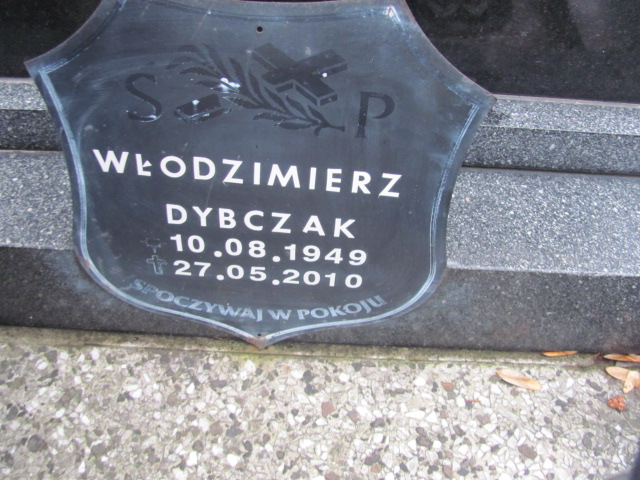 S P
WŁODZIMIERZ
DYBCZAK
10.08.1949
27.05.2010
SPOCZYWAJ W POKOJU